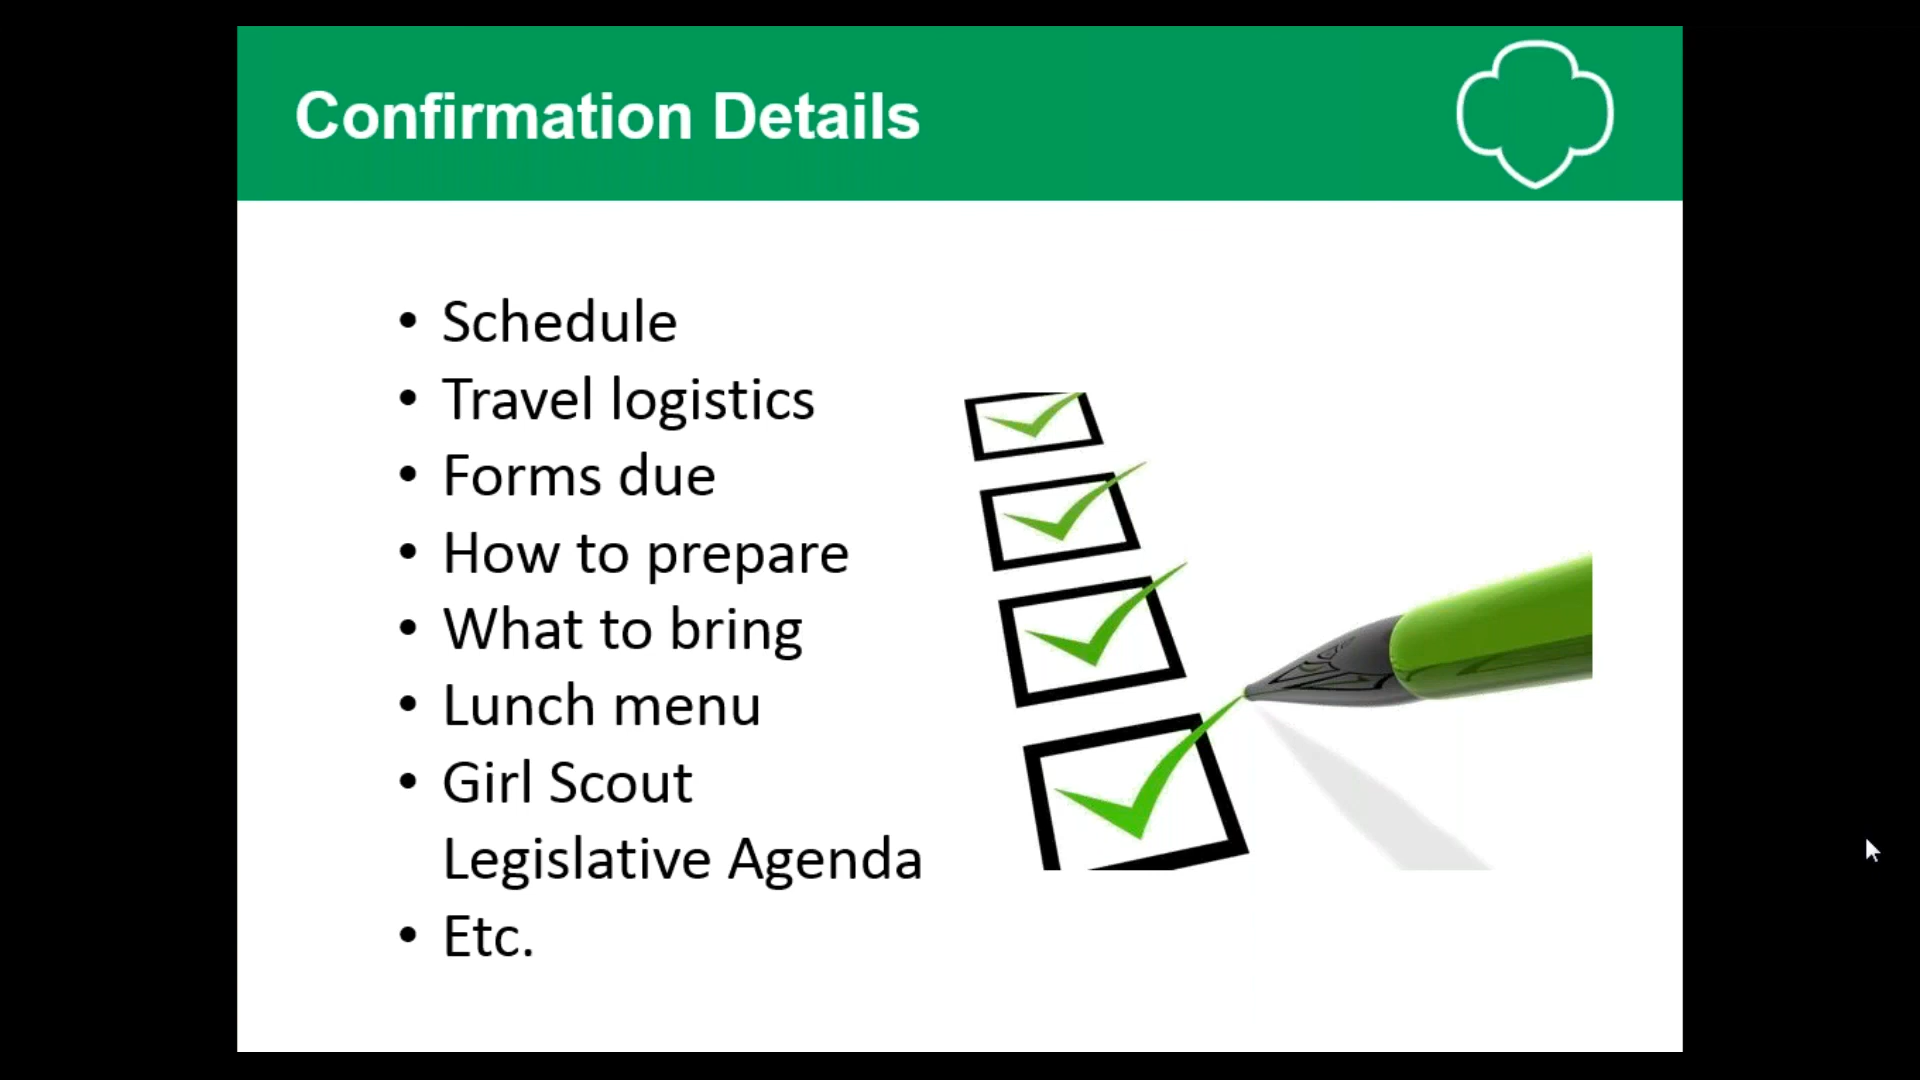 Confirmation Details
• Schedule
• Travel logistics
• Forms due
• How to prepare
• What to bring
• Lunch menu
• Girl Scout
Legislative Agenda
• Etc.